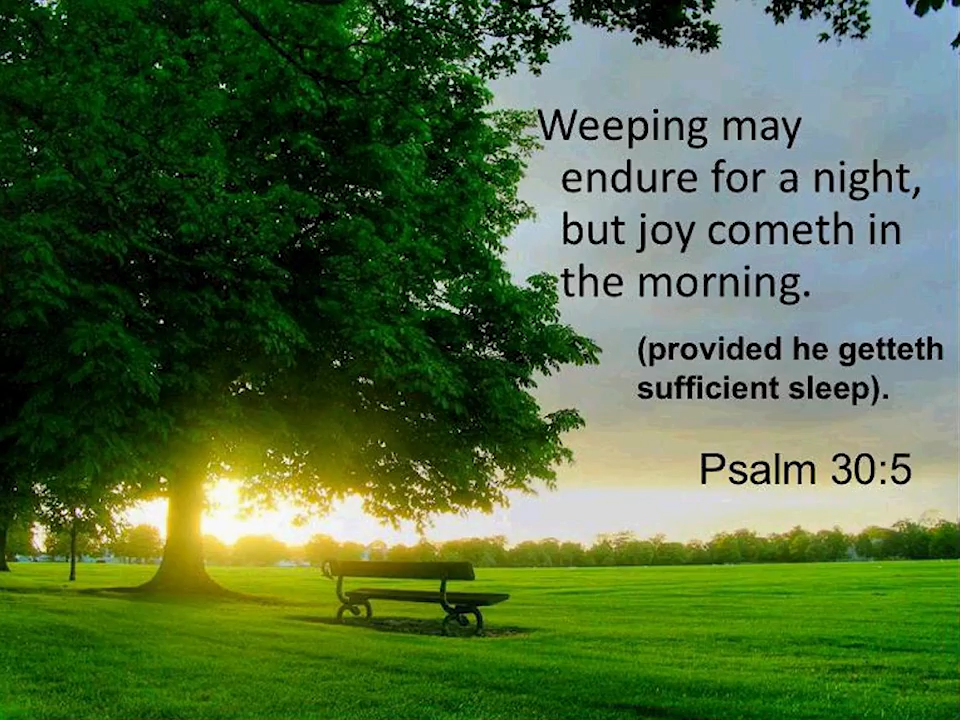 Weeping may
endure for a night,
but joy cometh in
the morning.
(provided he getteth
sufficient sleep).
Psalm 30:5